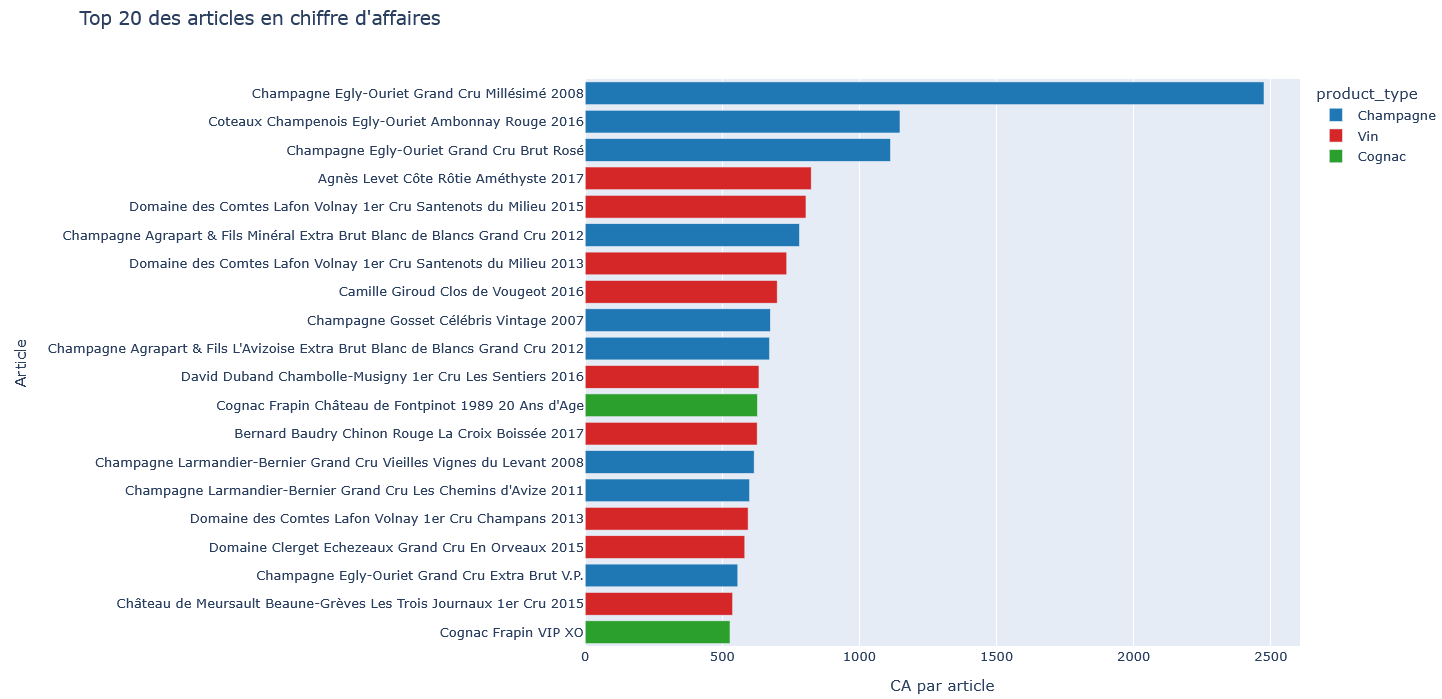 Top 20 des articles en chiffre d'affaires
Champagne Egly-Ouriet Grand Cru Millésimé 2008
Coteaux Champenois Egly-Ouriet Ambonnay Rouge 2016
Champagne Egly-Ouriet Grand Cru Brut Rosé
Agnès Levet Côte Rôtie Améthyste 2017
Domaine des Comtes Lafon Volnay 1er Cru Santenots du Milieu 2015
Champagne Agrapart & Fils Minéral Extra Brut Blanc de Blancs Grand Cru 2012
Domaine des Comtes Lafon Volnay 1er Cru Santenots du Milieu 2013
Camille Giroud Clos de Vougeot 2016
Champagne Gosset Célébris Vintage 2007
Champagne Agrapart & Fils L'Avizoise Extra Brut Blanc de Blancs Grand Cru 2012
David Duband Chambolle-Musigny 1er Cru Les Sentiers 2016
Cognac Frapin Château de Fontpinot 1989 20 Ans d'Age
Bernard Baudry Chinon Rouge La Croix Boissée 2017
Champagne Larmandier-Bernier Grand Cru Vieilles Vignes du Levant 2008
Champagne Larmandier-Bernier Grand Cru Les Chemins d'Avize 2011
Domaine des Comtes Lafon Volnay 1er Cru Champans 2013
Domaine Clerget Echezeaux Grand Cru En Orveaux 2015
Champagne Egly-Ouriet Grand Cru Extra Brut V.P.
Château de Meursault Beaune-Grèves Les Trois Journaux 1er Cru 2015
Cognac Frapin VIP XO
Article
0 500 1000 1500 2000 2500
CA par article
product_type
Champagne
Vin
Cognac